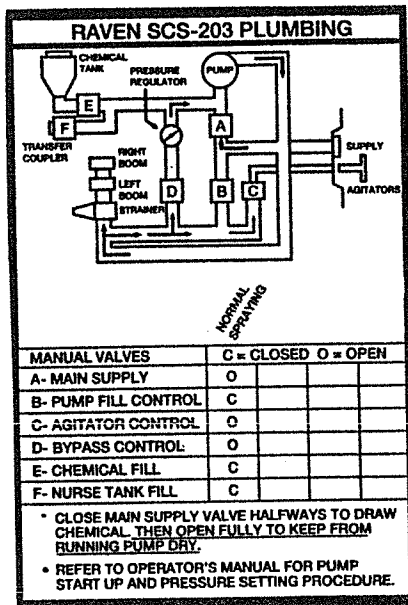 RAVEN SCS-203 PLUMBING
CHEMICAL
TANK
PRESSURE
REGULATOR
PUMP
E
F
A
TRANSFER
COUPLER
RIGHT
BOOM
SUPPLY
LEFT
BOOM
D
B
C
AGITATORS
STRAINER
NORMAL
SPRAYING
MANUAL VALVES C = CLOSED O = OPEN
A- MAIN SUPPLY O
B- PUMP FILL CONTROL C
C- AGITATOR CONTROL O
D- BYPASS CONTROL O
E- CHEMICAL FILL C
F- NURSE TANK FILL C
* CLOSE MAIN SUPPLY VALVE HALFWAYS TO DRAW
CHEMICAL. THEN OPEN FULLY TO KEEP FROM
RUNNING PUMP DRY.
• REFER TO OPERATOR'S MANUAL FOR PUMP
START UP AND PRESSURE SETTING PROCEDURE.